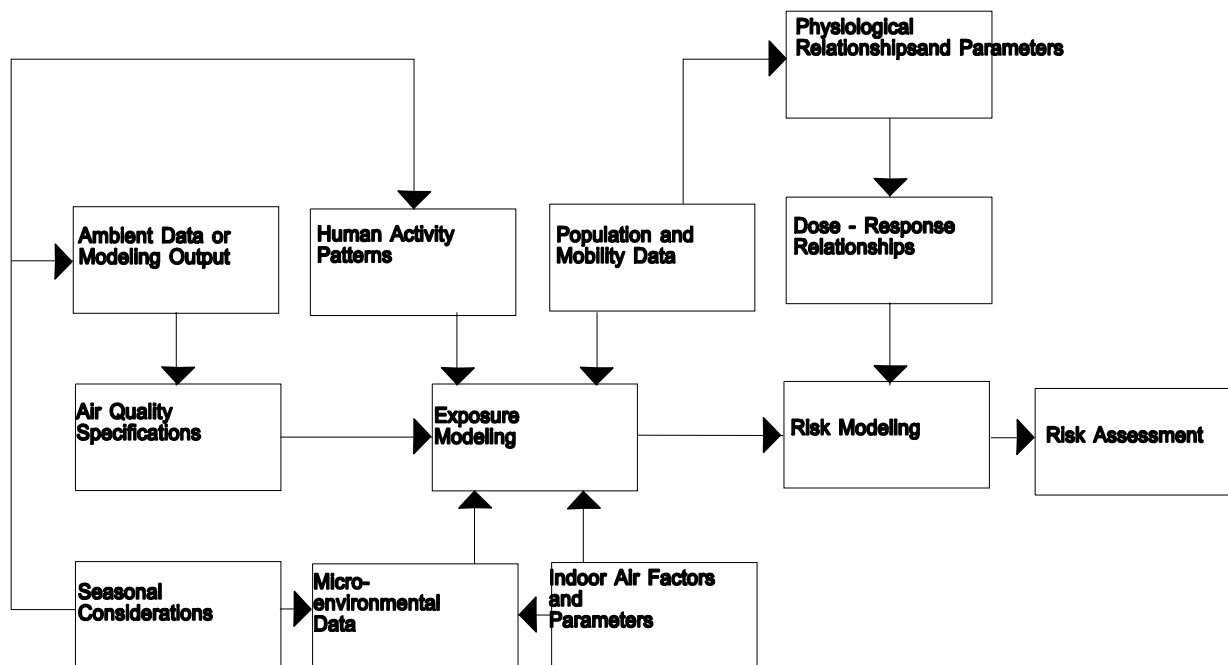 Physiological
Relationshipsand Parameters
Ambient Data or
Modeling Output
Human Activity
Patterns
Population and
Mobility Data
Dose - Response
Relationships
Air Quality
Specifications
Exposure
Modeling
Risk Modeling
Risk Assessment
Seasonal
Considerations
Micro-
environmental
Data
Indoor Air Factors
and
Parameters